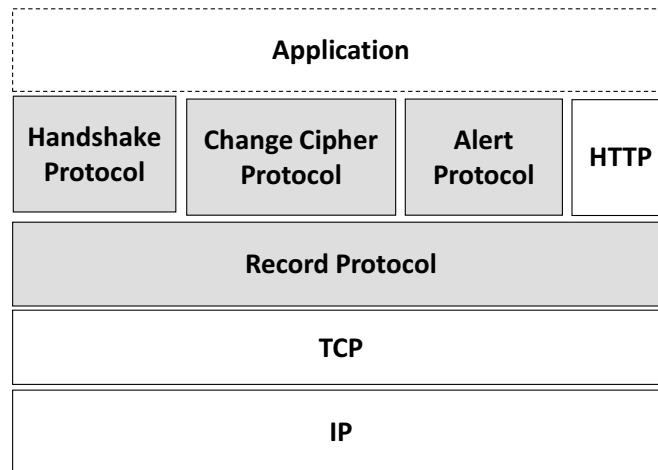 Application
Handshake
Protocol
Change Cipher
Protocol
Alert
Protocol
HTTP
Record Protocol
TCP
IP